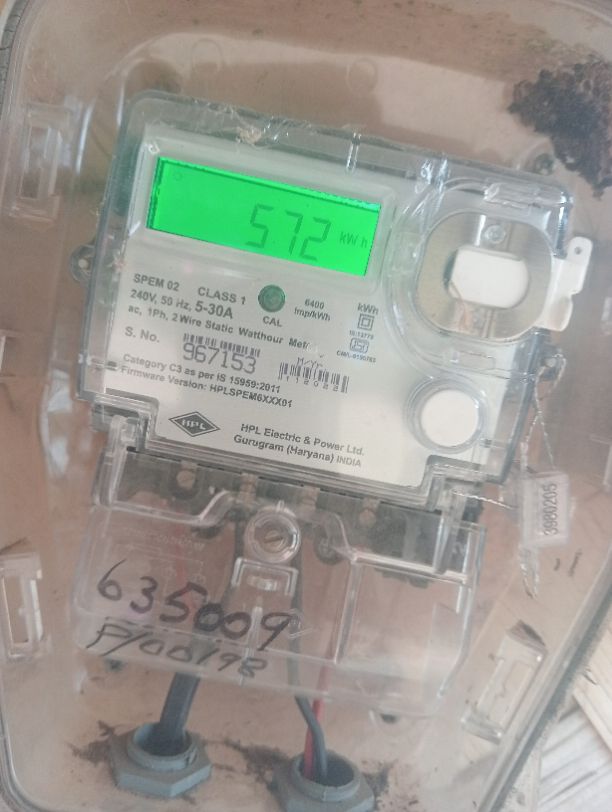 572 kWh
SPEM 02 CLASS 1
6400 imp/kWh
kWh
240V, 50 Hz, 5-30A
CAL
IS:13779
ac, 1Ph, 2 Wire Static Watthour
S. No. 967153
Category C3 as per IS 15959:2011
Firmware Version: HPLSPEM6XXX01
HPL
HPL Electric & Power Ltd.
Gurugram (Haryana) INDIA
3980205
635009